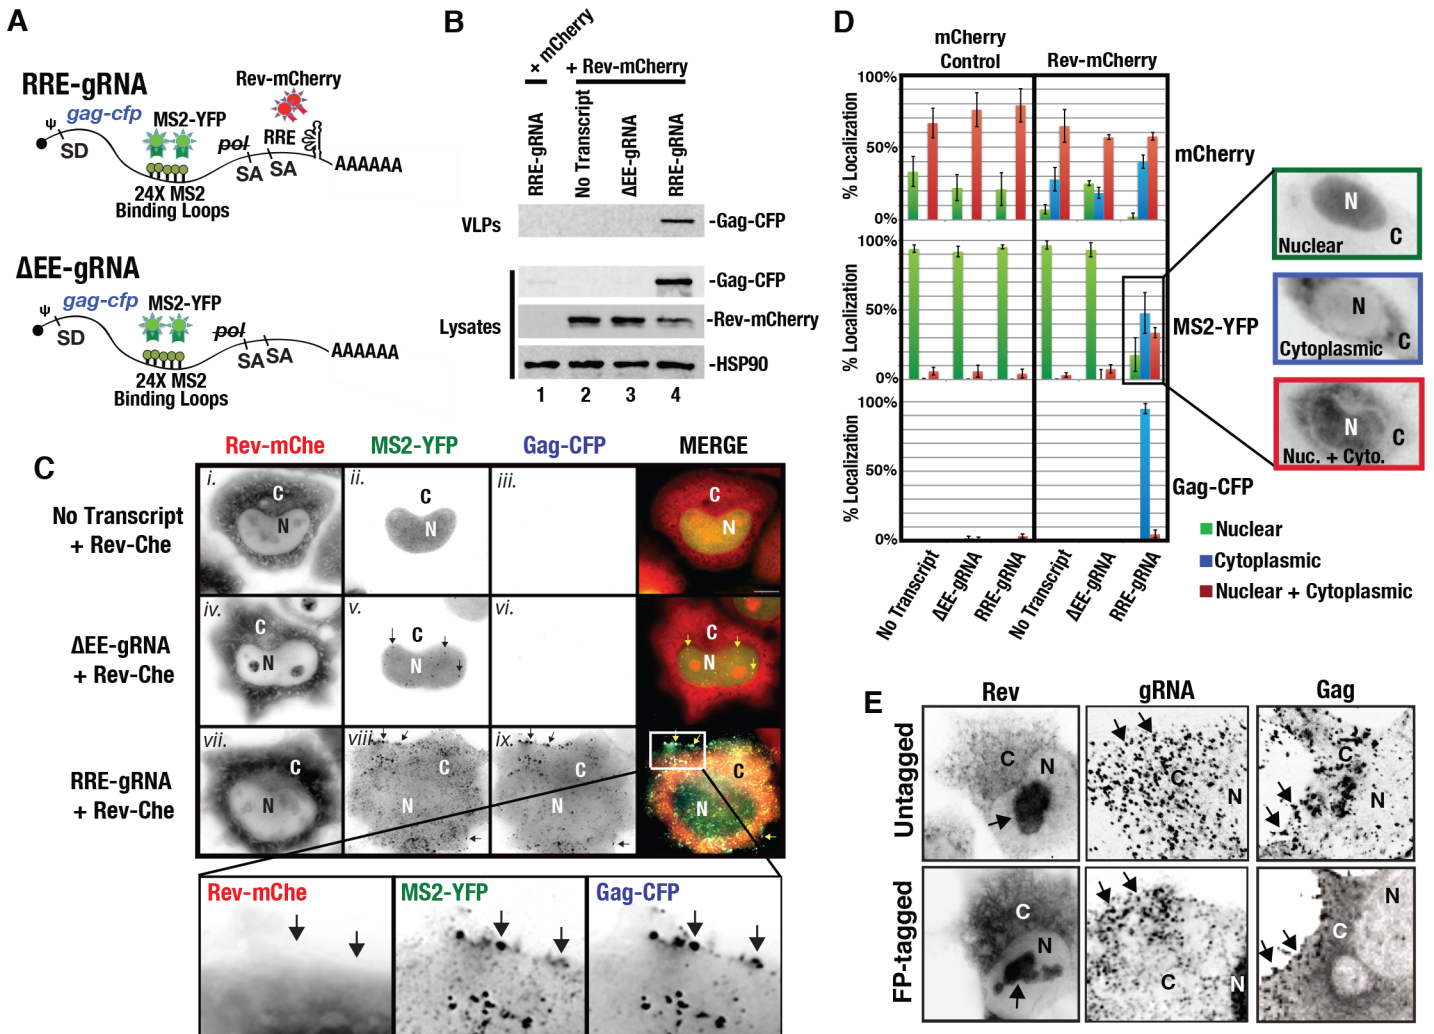 A
RRE-gRNA
Rev-mCherry
ψ
gag-cfp
MS2-YFP
SD
pol
RRE
SA
SA
AAAAAA
24X MS2
Binding Loops
ΔEE-gRNA
ψ
gag-cfp
MS2-YFP
SD
pol
SA
SA
AAAAAA
24X MS2
Binding Loops
B
+ mCherry
+ Rev-mCherry
RRE-gRNA
No Transcript
ΔEE-gRNA
RRE-gRNA
VLPs
-Gag-CFP
Lysates
-Gag-CFP
-Rev-mCherry
-HSP90
1 2 3 4
C
Rev-mChe
MS2-YFP
Gag-CFP
MERGE
No Transcript
+ Rev-Che
i.
C
N
ii.
C
N
iii.
C
N
ΔEE-gRNA
+ Rev-Che
iv.
C
N
v.
C
N
vi.
C
N
RRE-gRNA
+ Rev-Che
vii.
C
N
viii.
C
N
ix.
C
N
C
N
Rev-mChe
MS2-YFP
Gag-CFP
D
mCherry
Control
Rev-mCherry
100%
50%
0%
% Localization
mCherry
100%
50%
0%
% Localization
MS2-YFP
100%
50%
0%
% Localization
Gag-CFP
No Transcript
ΔEE-gRNA
RRE-gRNA
No Transcript
ΔEE-gRNA
RRE-gRNA
N
C
Nuclear
N
C
Cytoplasmic
N
C
Nuc. + Cyto.
Nuclear
Cytoplasmic
Nuclear + Cytoplasmic
E
Rev
gRNA
Gag
Untagged
C
N
C
N
C
N
FP-tagged
C
N
C
N
C
N